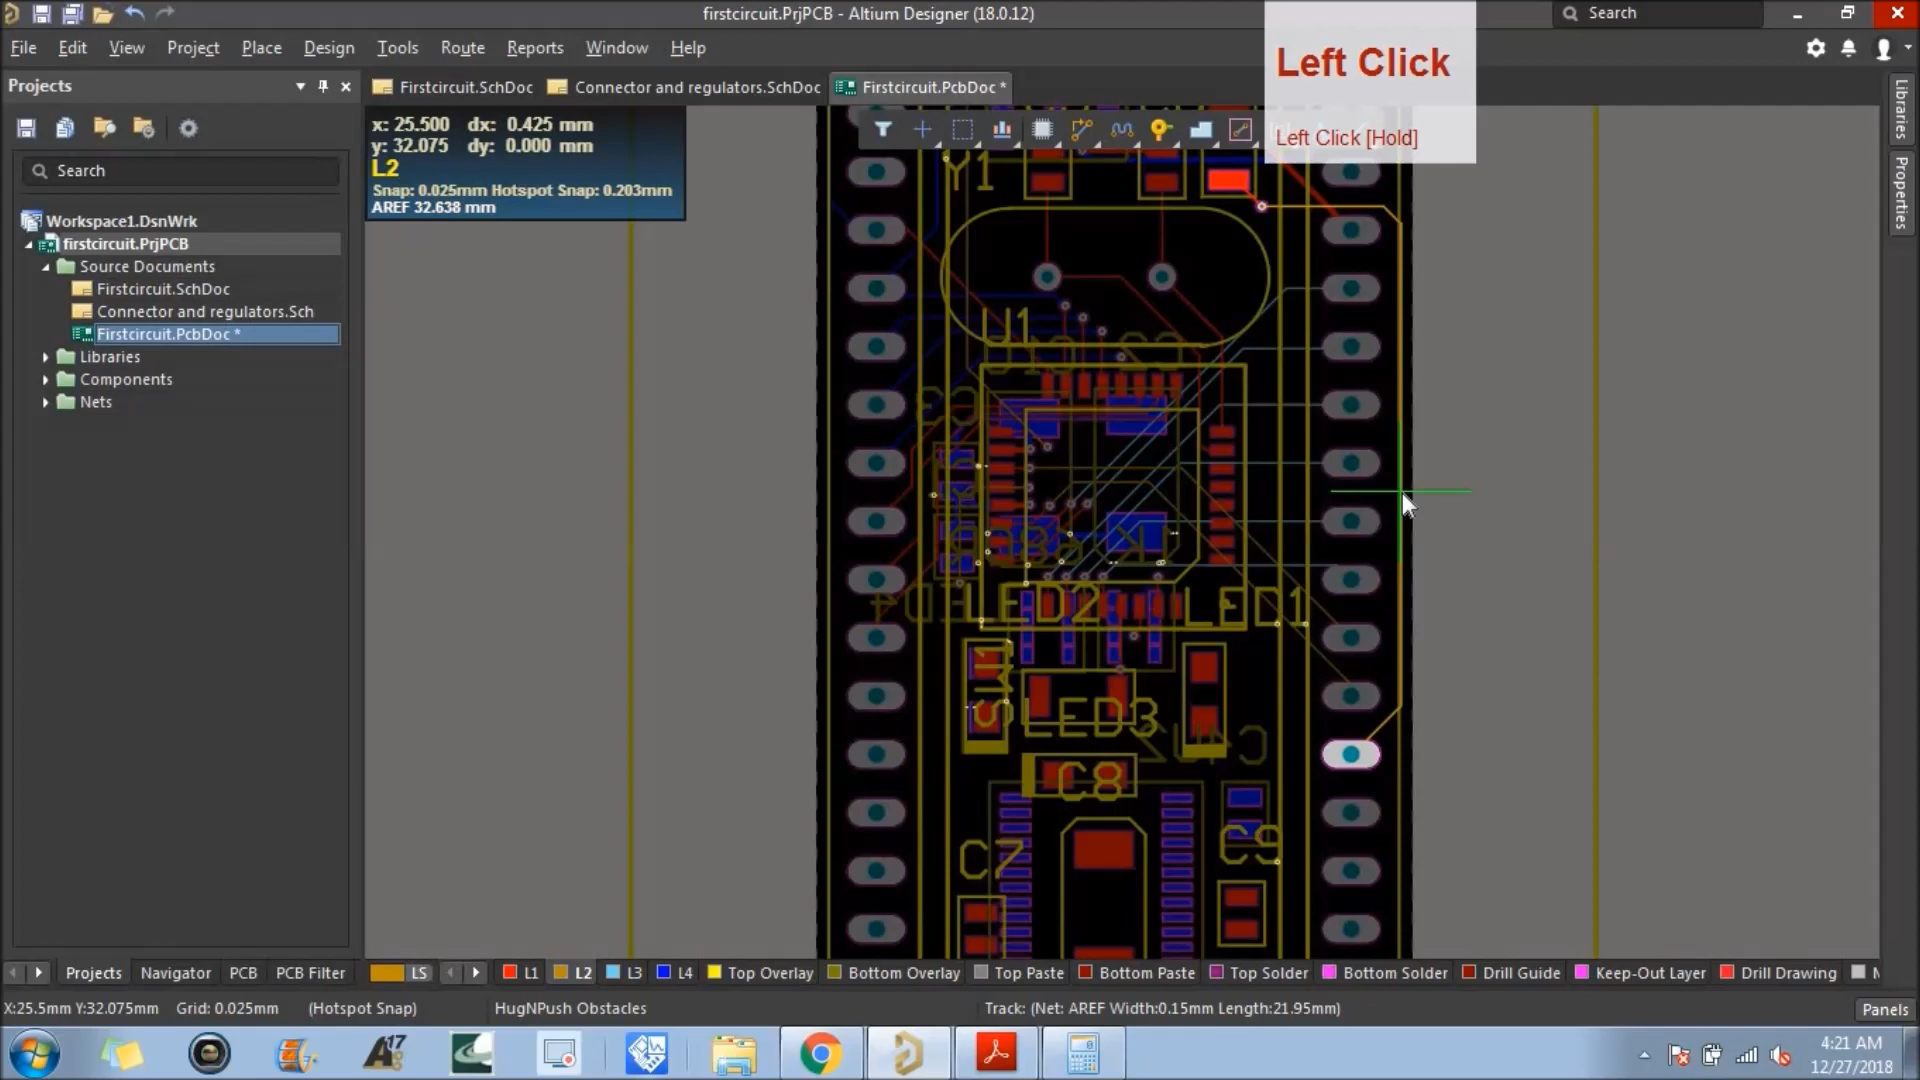 firstcircuit.PrjPCB - Altium Designer (18.0.12)
Search
File Edit View Project Place Design Tools Route Reports Window Help
Left Click
Left Click [Hold]
Projects
Firstcircuit.SchDoc
Connector and regulators.SchDoc
Firstcircuit.PcbDoc *
Libraries
Properties
x: 25.500 dx: 0.425 mm
y: 32.075 dy: 0.000 mm
L2
Snap: 0.025mm Hotspot Snap: 0.203mm
AREF 32.638 mm
Search
Workspace1.DsnWrk
firstcircuit.PrjPCB
Source Documents
Firstcircuit.SchDoc
Connector and regulators.Sch
Firstcircuit.PcbDoc *
Libraries
Components
Nets
Y1
U1
C2
C3
LED4
LED2
LED1
SW1
LED3
C8
C7
C9
Projects Navigator PCB PCB Filter
LS L1 L2 L3 L4 Top Overlay Bottom Overlay Top Paste Bottom Paste Top Solder Bottom Solder Drill Guide Keep-Out Layer Drill Drawing
X:25.5mm Y:32.075mm Grid: 0.025mm (Hotspot Snap) HugNPush Obstacles Track: (Net: AREF Width:0.15mm Length:21.95mm) Panels
17
4:21 AM
12/27/2018